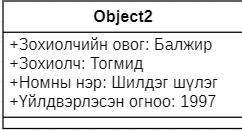 Object2
+Зохиолчийн овог: Балжир
+Зохиолч: Тогмид
+Номны нэр: Шилдэг шүлэг
+Үйлдвэрлэсэн огноо: 1997